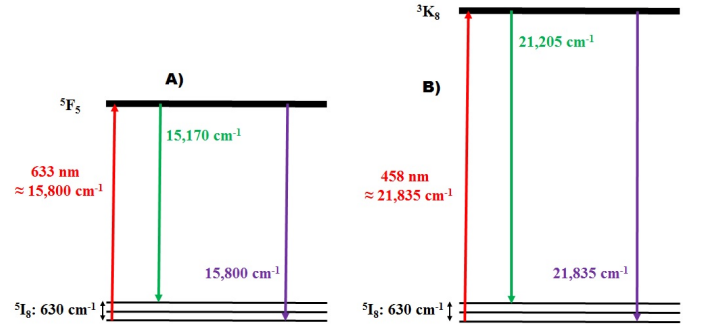 A)
⁵F₅
15,170 cm⁻¹
633 nm
≈ 15,800 cm⁻¹
15,800 cm⁻¹
⁵I₈: 630 cm⁻¹
³K₈
21,205 cm⁻¹
B)
458 nm
≈ 21,835 cm⁻¹
21,835 cm⁻¹
⁵I₈: 630 cm⁻¹